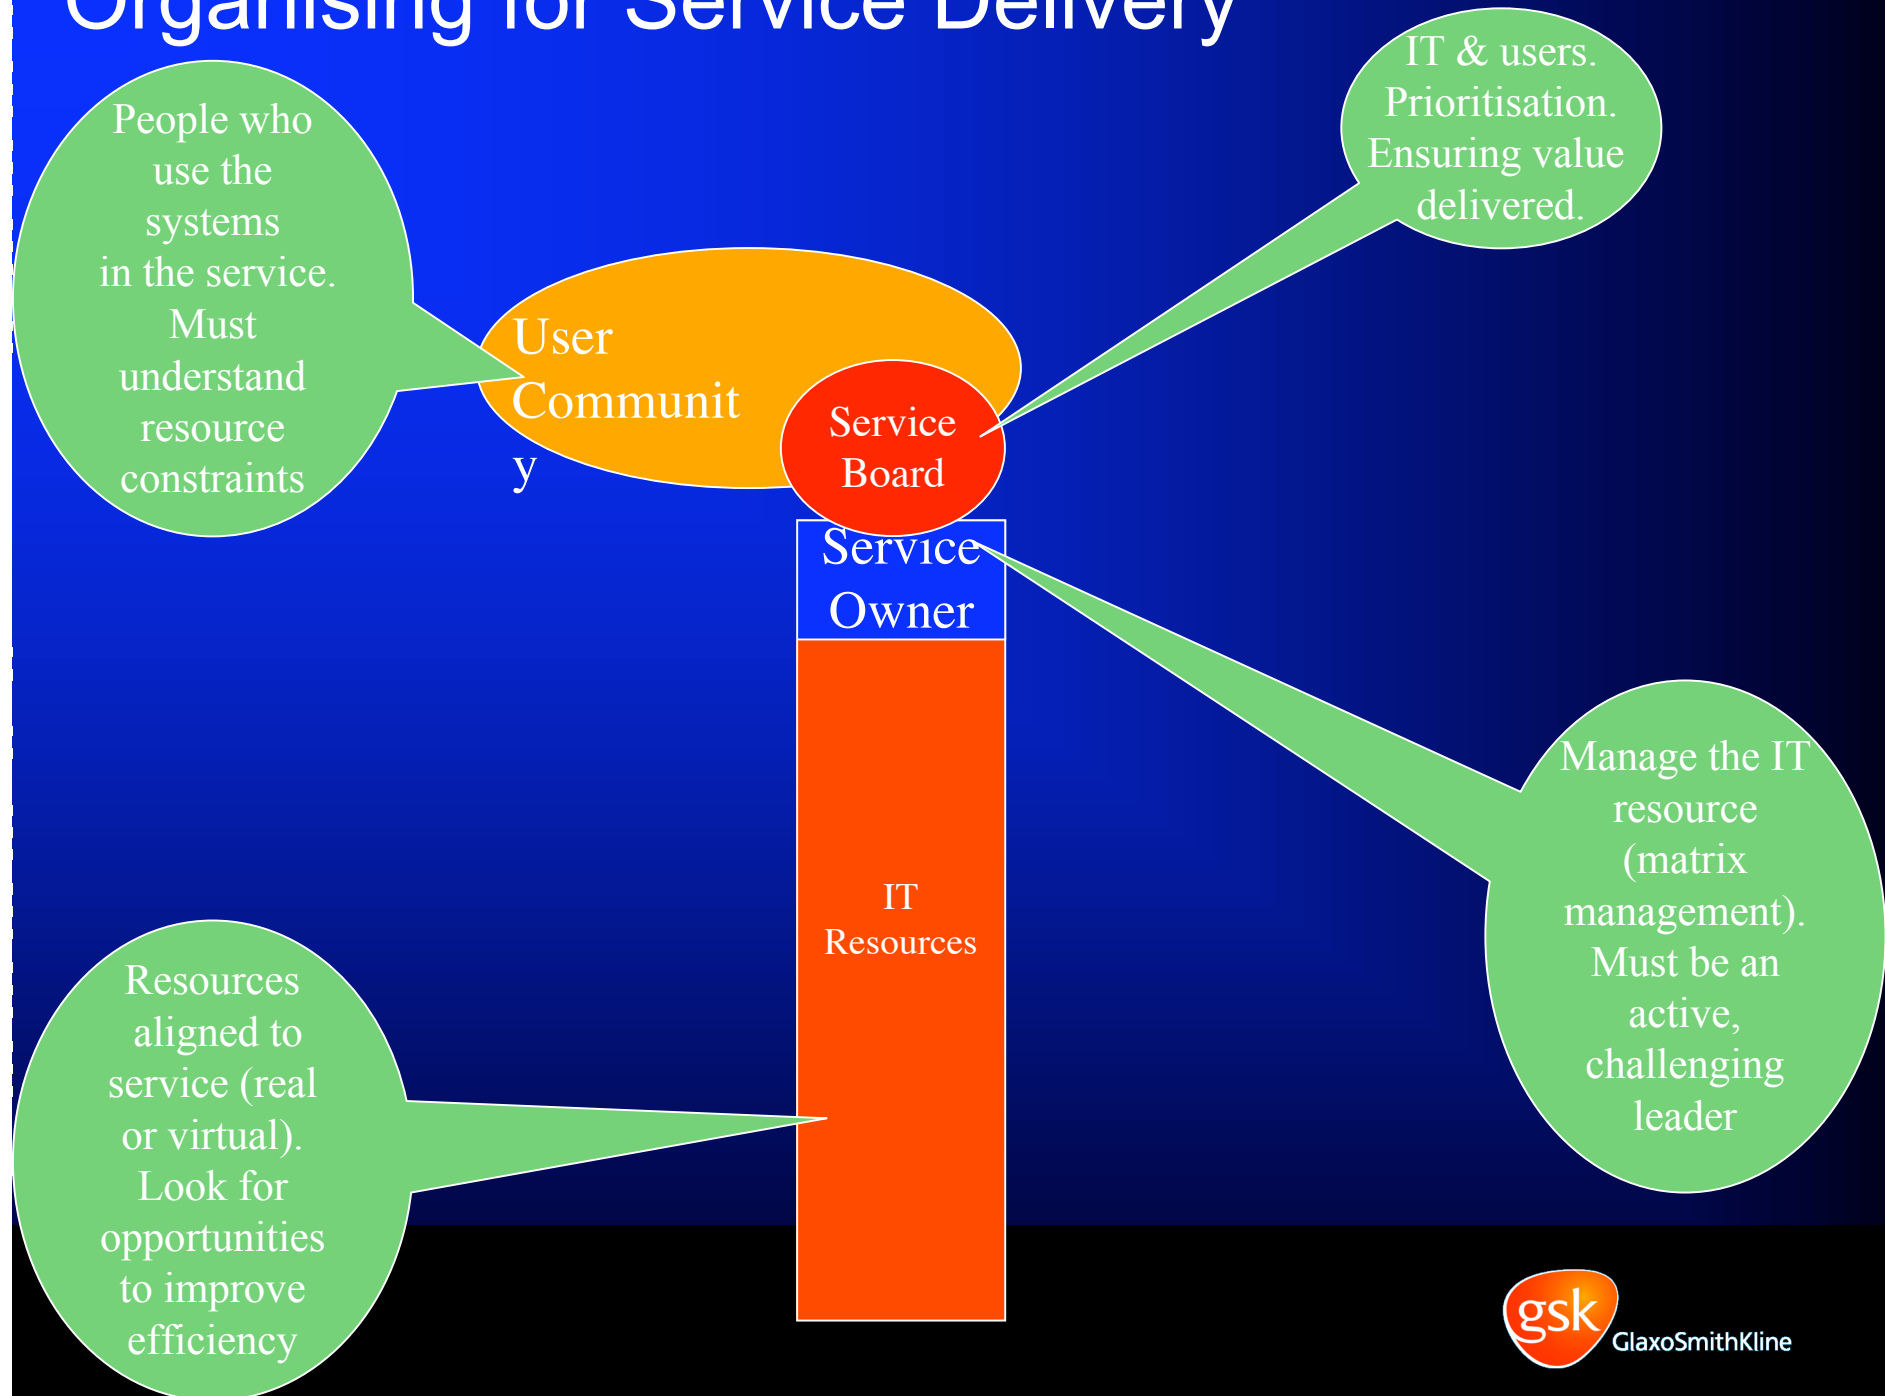 Organising for Service Delivery
IT & users.
Prioritisation.
Ensuring value
delivered.
People who
use the
systems
in the service.
Must
understand
resource
constraints
User
Communit
y
Service
Board
Service
Owner
IT
Resources
Manage the IT
resource
(matrix
management).
Must be an
active,
challenging
leader
Resources
aligned to
service (real
or virtual).
Look for
opportunities
to improve
efficiency
gsk
GlaxoSmithKline